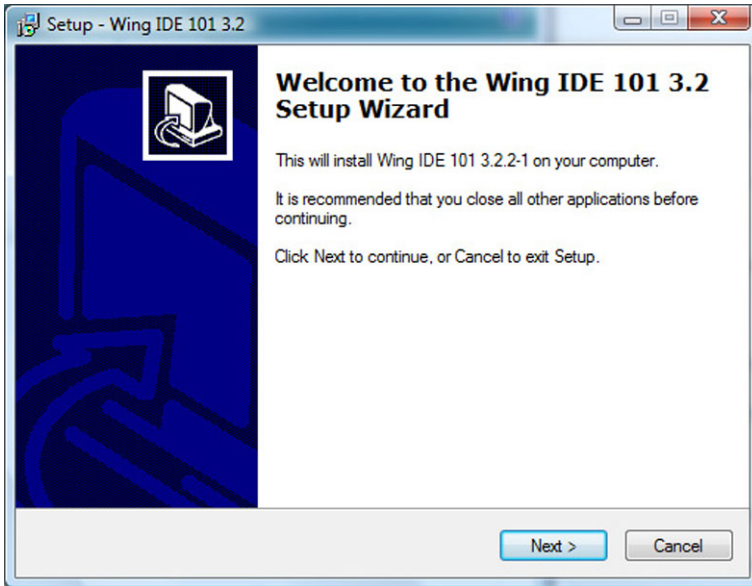 Setup - Wing IDE 101 3.2
Welcome to the Wing IDE 101 3.2
Setup Wizard
This will install Wing IDE 101 3.2.2-1 on your computer.
It is recommended that you close all other applications before
continuing.
Click Next to continue, or Cancel to exit Setup.
Next >
Cancel